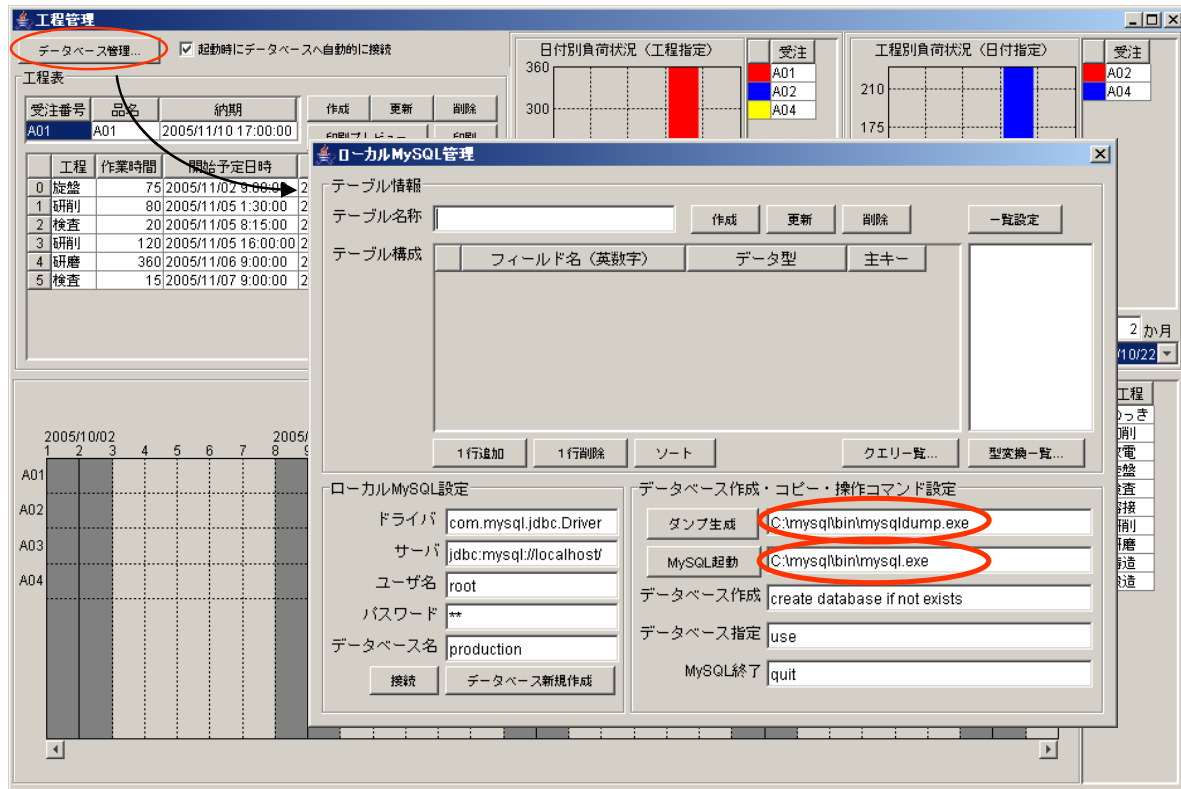 工程管理
データベース管理...
起動時にデータベースへ自動的に接続
工程表
受注番号 品名 納期
A01 A01 2005/11/10 17:00:00
作成 更新 削除
印刷プレビュー 印刷
工程 作業時間 開始予定日時
0 旋盤 75 2005/11/02 9:00:00 2
1 研削 80 2005/11/05 1:30:00 2
2 検査 20 2005/11/05 8:15:00 2
3 研削 120 2005/11/05 16:00:00 2
4 研磨 360 2005/11/06 9:00:00 2
5 検査 15 2005/11/07 9:00:00 2
日付別負荷状況（工程指定）
360
300
受注
A01
A02
A04
工程別負荷状況（日付指定）
210
175
受注
A02
A04
2 か月
/10/22
ローカルMySQL管理
テーブル情報
テーブル名称
作成 更新 削除 一覧設定
テーブル構成
フィールド名（英数字） データ型 主キー
1行追加 1行削除 ソート クエリ一覧... 型変換一覧...
ローカルMySQL設定
ドライバ com.mysql.jdbc.Driver
サーバ jdbc:mysql://localhost/
ユーザ名 root
パスワード **
データベース名 production
接続 データベース新規作成
データベース作成・コピー・操作コマンド設定
ダンプ生成 C:\mysql\bin\mysqldump.exe
MySQL起動 C:\mysql\bin\mysql.exe
データベース作成 create database if not exists
データベース指定 use
MySQL終了 quit
2005/10/02 2005/
1 2 3 4 5 6 7 8 9
A01
A02
A03
A04
工程
っき
削
電
盤
査
接
削
磨
造
造